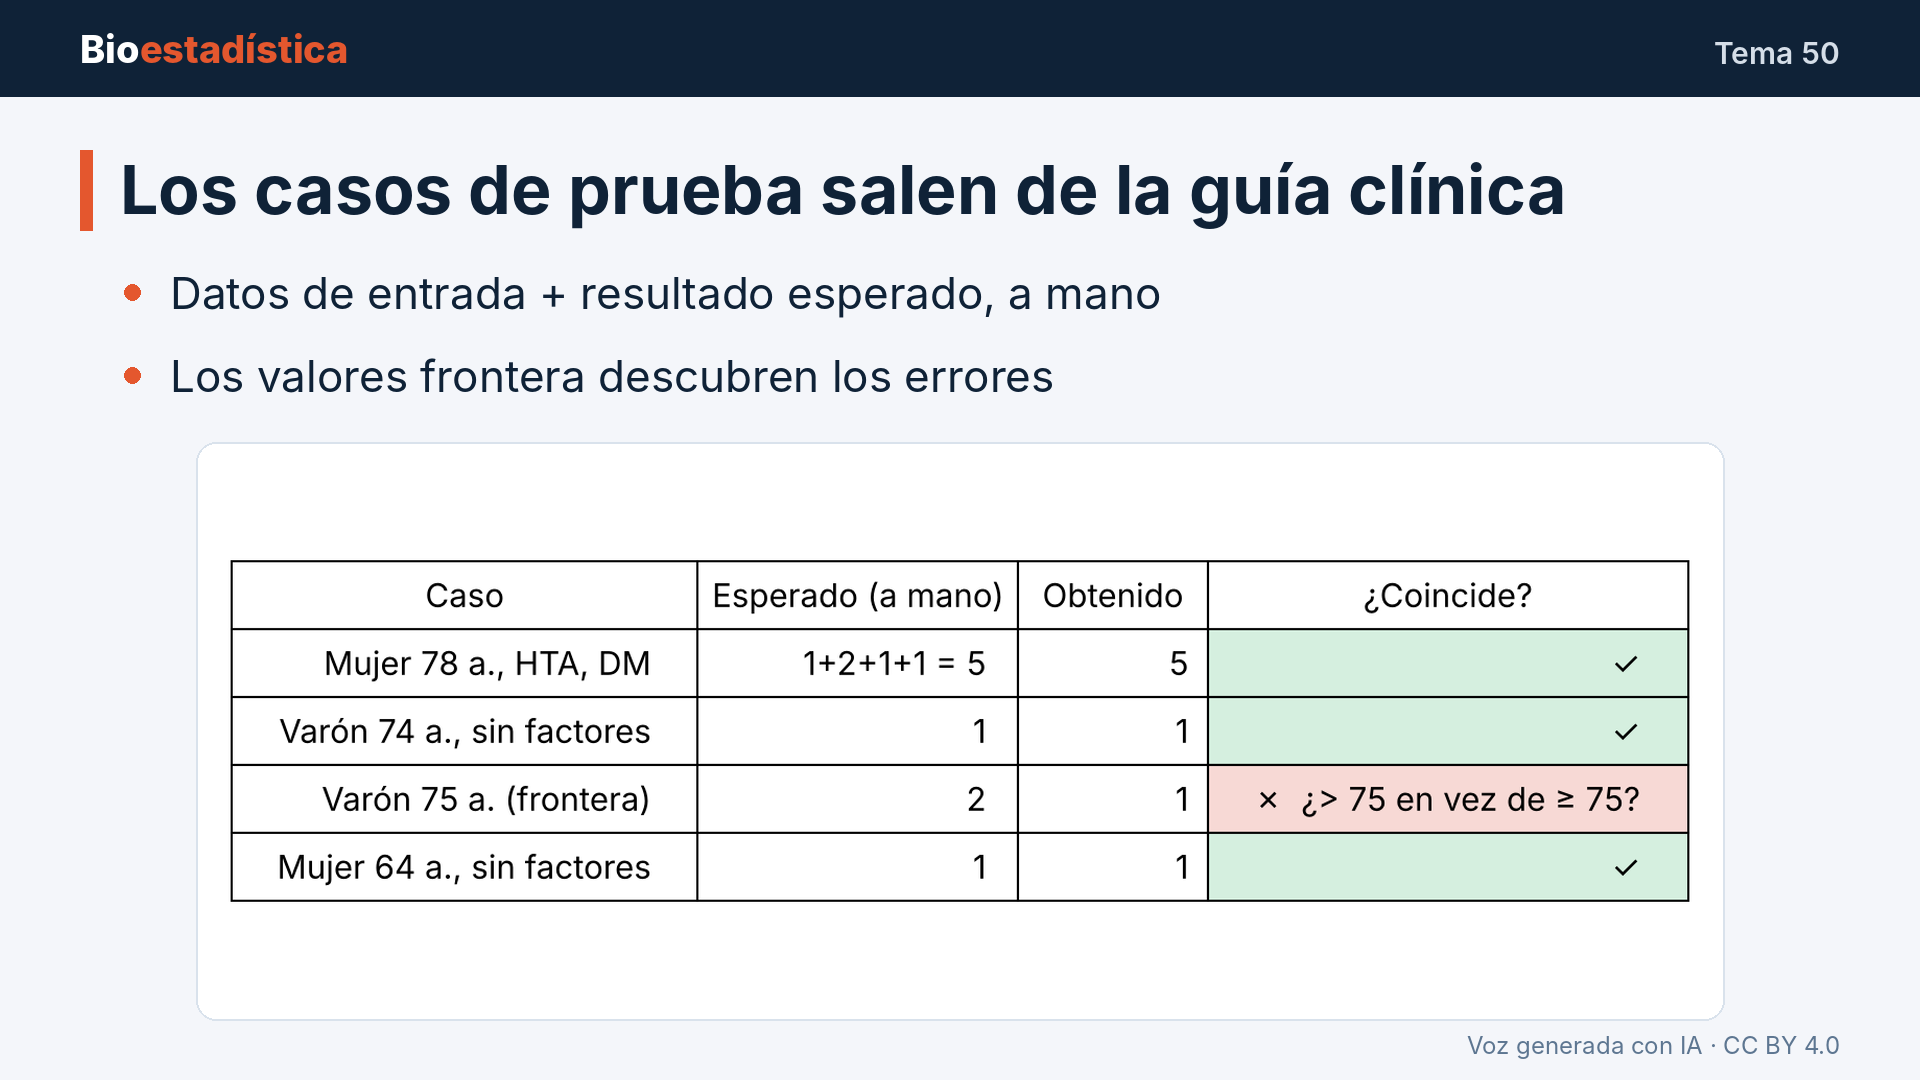 Bioestadística
Tema 50
Los casos de prueba salen de la guía clínica
Datos de entrada + resultado esperado, a mano
Los valores frontera descubren los errores
Caso Esperado (a mano) Obtenido ¿Coincide?
Mujer 78 a., HTA, DM 1+2+1+1 = 5 5 ✓
Varón 74 a., sin factores 1 1 ✓
Varón 75 a. (frontera) 2 1 × ¿> 75 en vez de ≥ 75?
Mujer 64 a., sin factores 1 1 ✓
Voz generada con IA · CC BY 4.0